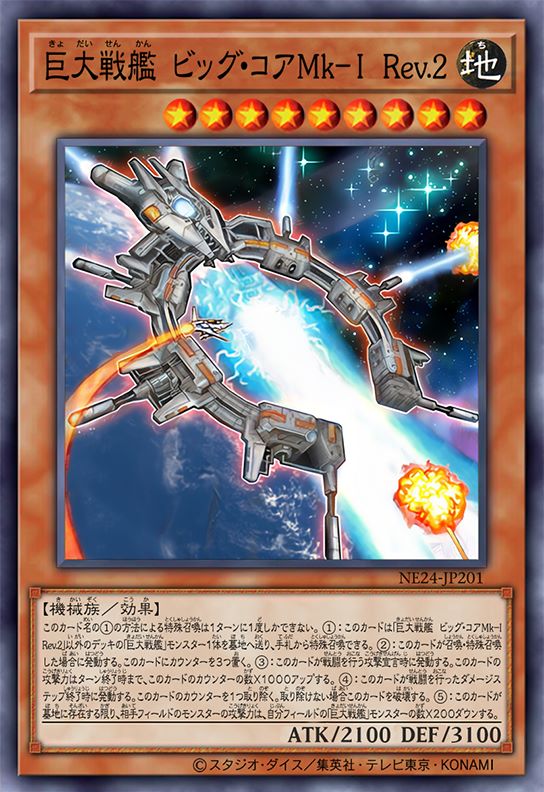 巨大戦艦 ビッグ・コアMk-Ⅰ Rev.2 地
NE24-JP201
【機械族/効果】
このカード名の①の方法による特殊召喚は1ターンに1度しかできない。①:このカードは「巨大戦艦 ビッグ・コアMk-Ⅰ
Rev.2」以外のデッキの「巨大戦艦」モンスター1体を墓地へ送り、手札から特殊召喚できる。②:このカードが召喚・特殊召喚
した場合に発動する。このカードにカウンターを3つ置く。③:このカードが戦闘を行う攻撃宣言時に発動する。このカードの
攻撃力はターン終了時まで、このカードのカウンターの数×1000アップする。④:このカードが戦闘を行ったダメージス
テップ終了時に発動する。このカードのカウンターを1つ取り除く。取り除けない場合このカードを破壊する。⑤:このカードが
墓地に存在する限り、相手フィールドのモンスターの攻撃力は、自分フィールドの「巨大戦艦」モンスターの数×200ダウンする。
ATK/2100 DEF/3100
©スタジオ・ダイス/集英社・テレビ東京・KONAMI